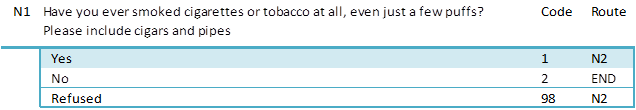 N1 Have you ever smoked cigarettes or tobacco at all, even just a few puffs? Code Route
Please include cigars and pipes
Yes 1 N2
No 2 END
Refused 98 N2